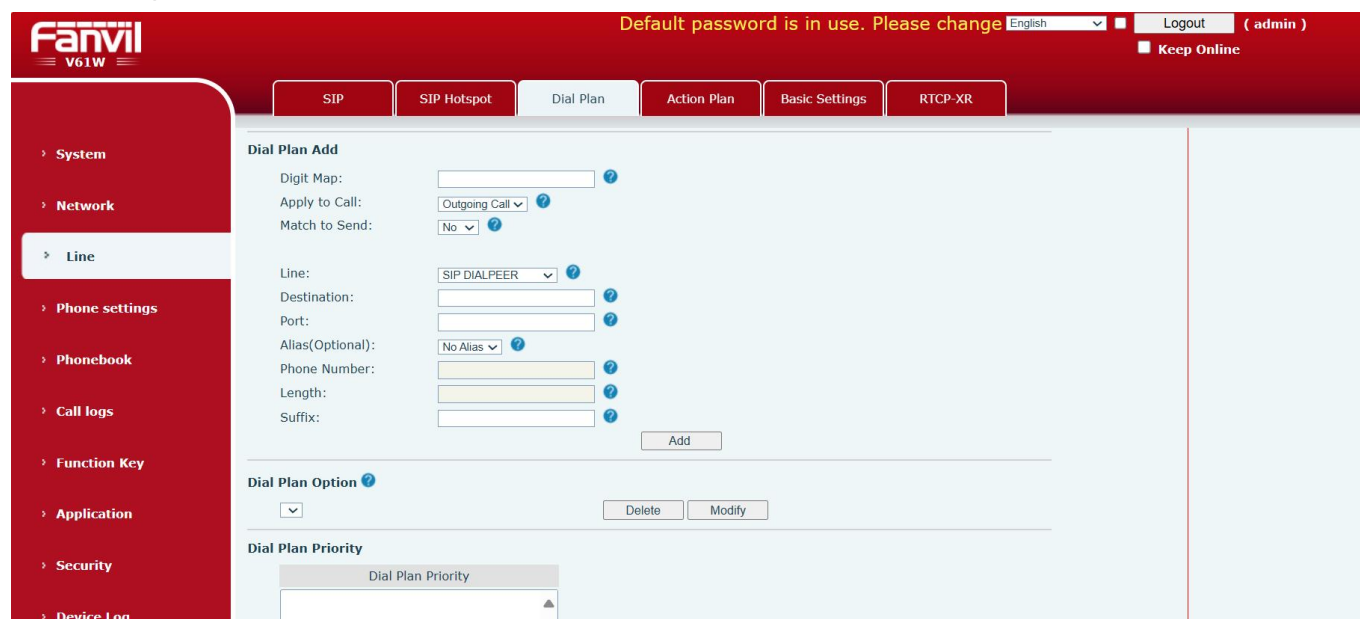 Default password is in use. Please change English Logout ( admin )
Fanvil
V61W
Keep Online
SIP SIP Hotspot Dial Plan Action Plan Basic Settings RTCP-XR
System
Network
Line
Phone settings
Phonebook
Call logs
Function Key
Application
Security
Device Log
Dial Plan Add
Digit Map: ?
Apply to Call: Outgoing Call ?
Match to Send: No ?
Line: SIP DIALPEER ?
Destination: ?
Port: ?
Alias(Optional): No Alias ?
Phone Number: ?
Length: ?
Suffix: ?
Add
Dial Plan Option ?
Delete Modify
Dial Plan Priority
Dial Plan Priority